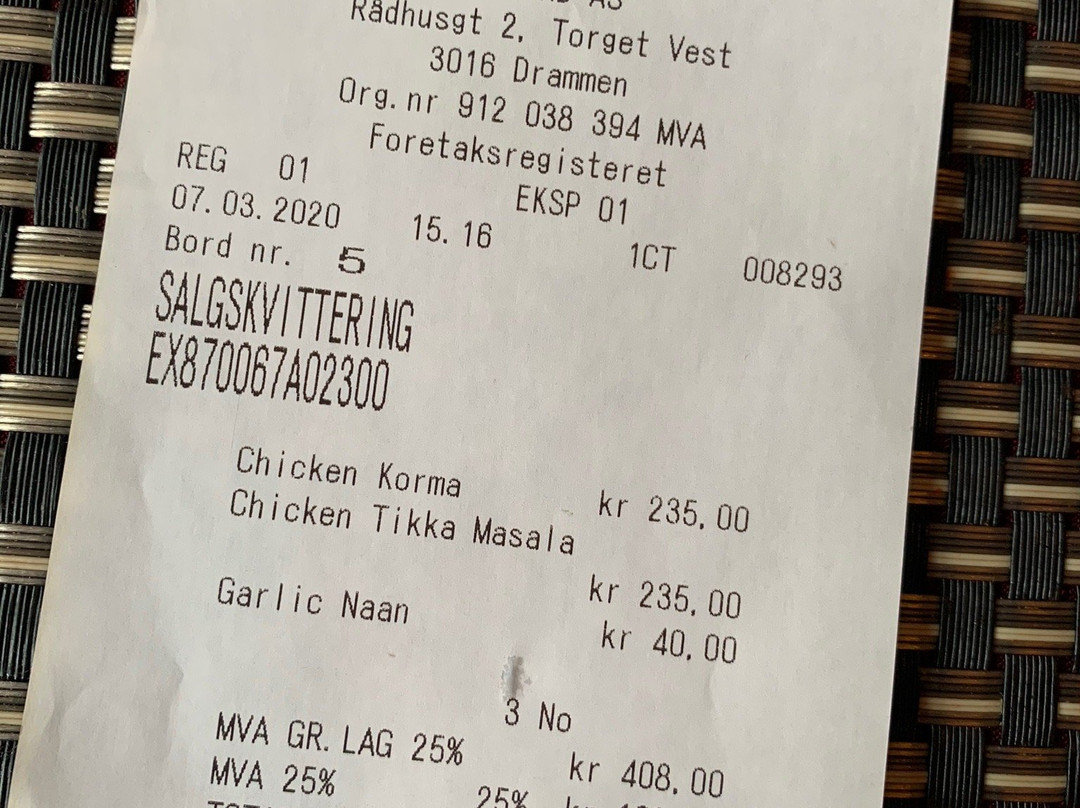 Rådhusgt 2, Torget Vest
3016 Drammen
Org.nr 912 038 394 MVA
Foretaksregisteret
REG 01 EKSP 01
07.03.2020 15.16 1CT 008293
Bord nr. 5
SALGSKVITTERING
EX870067A02300
Chicken Korma kr 235,00
Chicken Tikka Masala
kr 235,00
Garlic Naan kr 40,00
3 No
MVA GR. LAG 25% kr 408,00
MVA 25% 25%